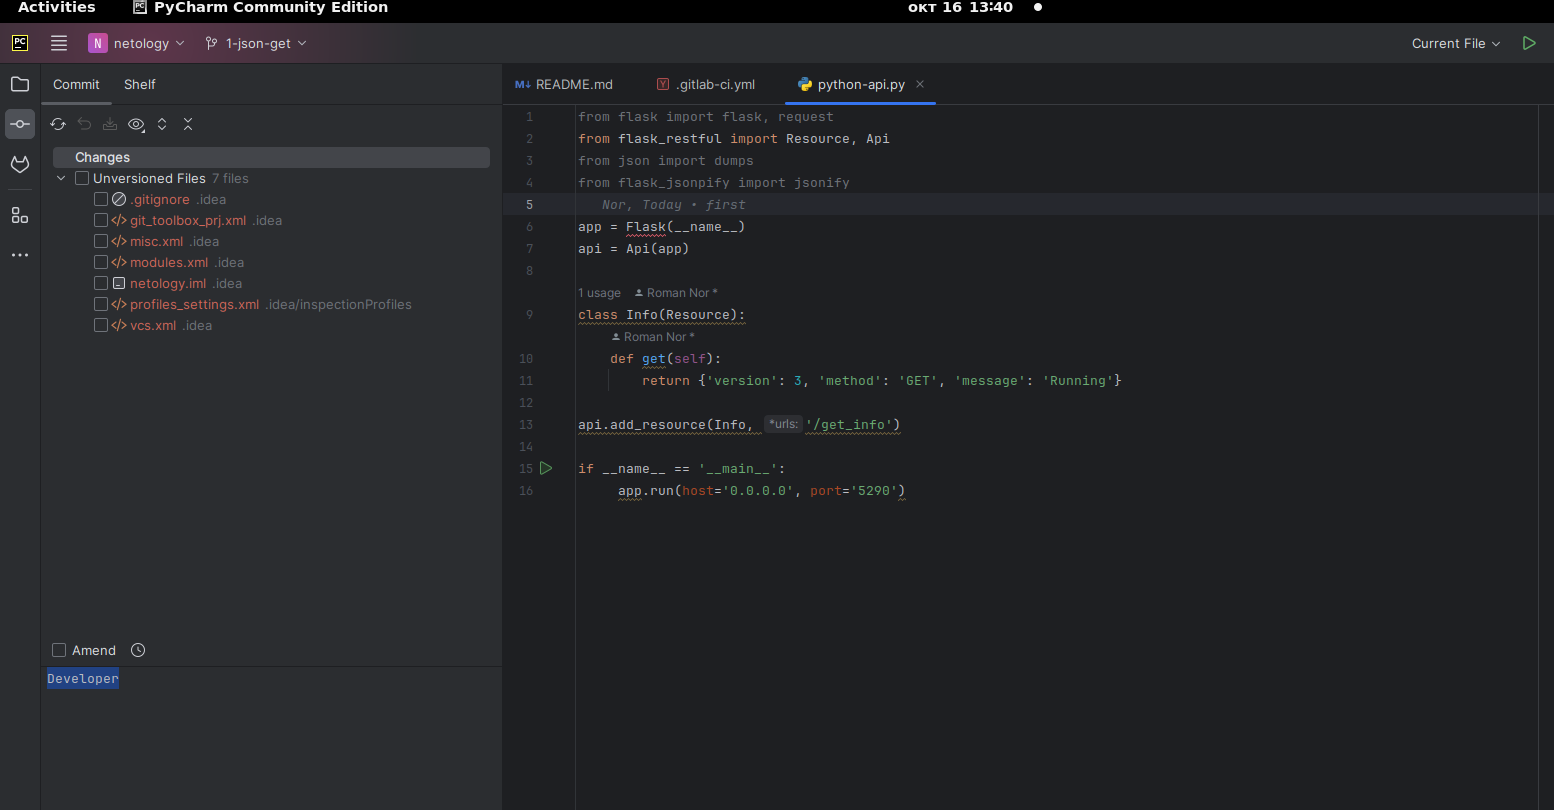 Activities PyCharm Community Edition окт 16 13:40
PC N netology 1-json-get Current File
Commit Shelf
M↓ README.md Y .gitlab-ci.yml python-api.py
Changes
Unversioned Files 7 files
.gitignore .idea
git_toolbox_prj.xml .idea
misc.xml .idea
modules.xml .idea
netology.iml .idea
profiles_settings.xml .idea/inspectionProfiles
vcs.xml .idea
Amend
Developer
1 from flask import flask, request
2 from flask_restful import Resource, Api
3 from json import dumps
4 from flask_jsonpify import jsonify
5 Nor, Today • first
6 app = Flask(__name__)
7 api = Api(app)
8
1 usage Roman Nor *
9 class Info(Resource):
Roman Nor *
10 def get(self):
11 return {'version': 3, 'method': 'GET', 'message': 'Running'}
12
13 api.add_resource(Info, *urls: '/get_info')
14
15 if __name__ == '__main__':
16 app.run(host='0.0.0.0', port='5290')